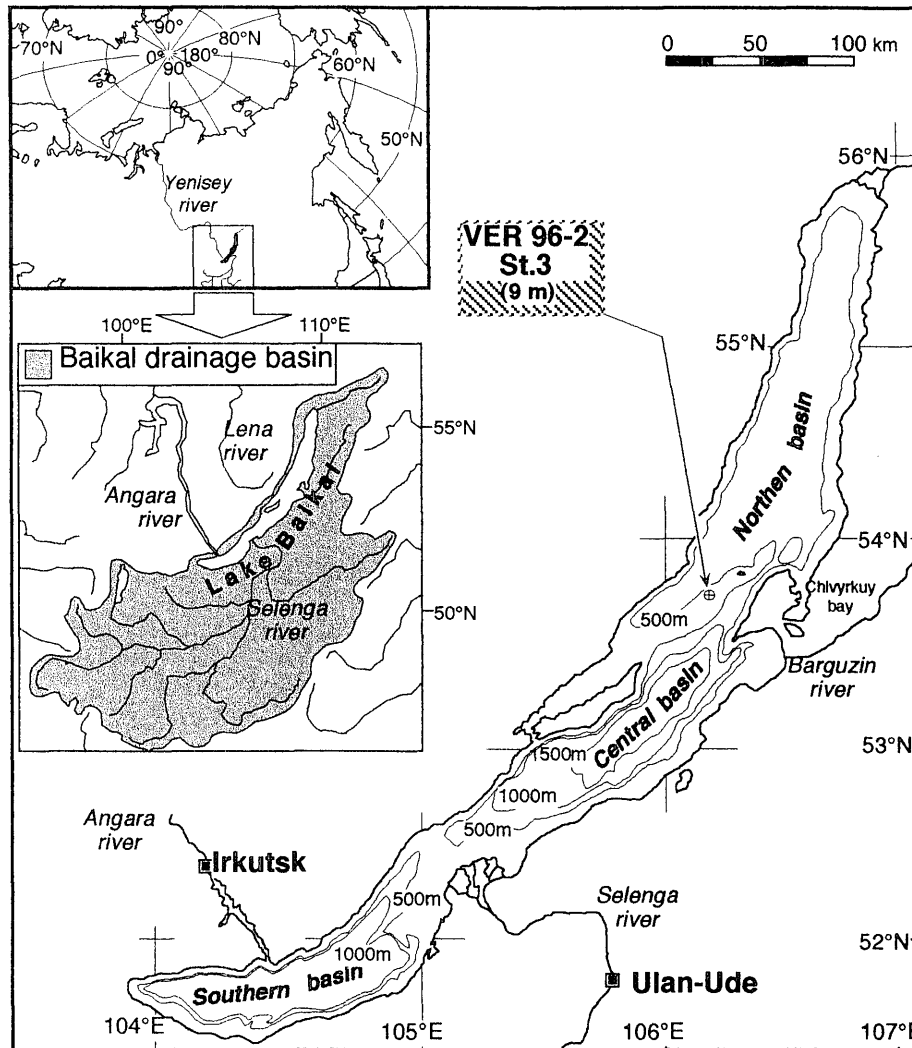 90°
70°N
80°N
0°
180°
90°
60°N
50°N
Yenisey
river
0 50 100 km
56°N
VER 96-2
St.3
(9 m)
100°E
110°E
Baikal drainage basin
55°N
Lena
river
55°N
Angara
river
Lake Baikal
Northen basin
54°N
Selenga
river
50°N
500m
Chivyrkuy
bay
Barguzin
river
Central basin
1500m
53°N
1000m
500m
Angara
river
Irkutsk
500m
Selenga
river
1000m
52°N
Southern basin
Ulan-Ude
104°E
105°E
106°E
107°